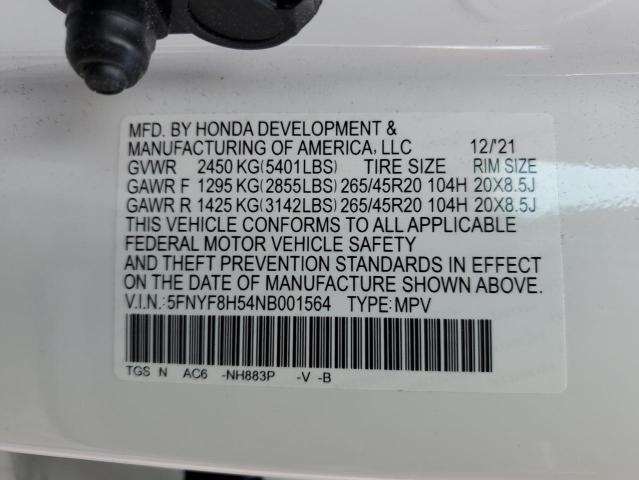 MFD. BY HONDA DEVELOPMENT &
MANUFACTURING OF AMERICA, LLC 12/'21
GVWR 2450 KG(5401LBS) TIRE SIZE RIM SIZE
GAWR F 1295 KG(2855LBS) 265/45R20 104H 20X8.5J
GAWR R 1425 KG(3142LBS) 265/45R20 104H 20X8.5J
THIS VEHICLE CONFORMS TO ALL APPLICABLE
FEDERAL MOTOR VEHICLE SAFETY
AND THEFT PREVENTION STANDARDS IN EFFECT
ON THE DATE OF MANUFACTURE SHOWN ABOVE.
V.I.N.:5FNYF8H54NB001564 TYPE:MPV
TGS N AC6 -NH883P -V -B